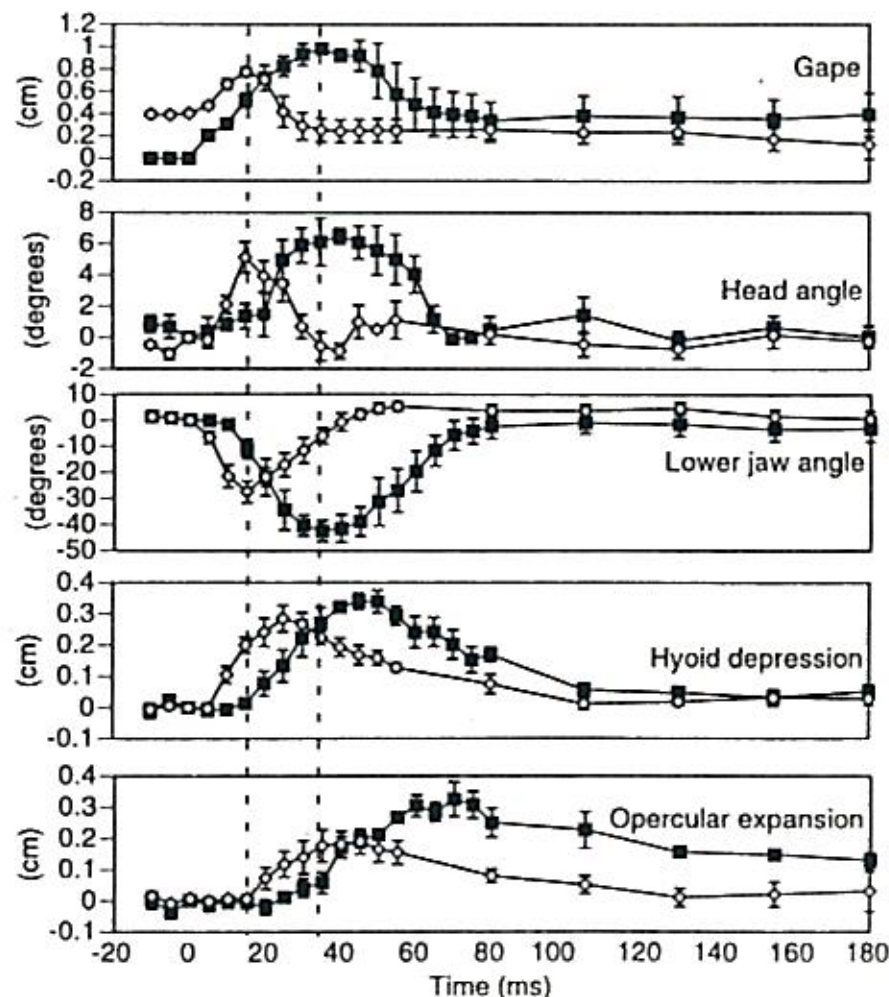 1.2
1
0.8
0.4
0.2
0
-0.2
(cm)
Gape
8
6
4
2
0
-2
(degrees)
Head angle
10
0
-10
-20
-30
-40
-50
(degrees)
Lower jaw angle
0.4
0.3
0.2
0.1
0
-0.1
(cm)
Hyoid depression
0.4
0.3
0.2
0.1
0
-0.1
(cm)
Opercular expansion
-20 0 20 40 60 80 100 120 140 160 180
Time (ms)